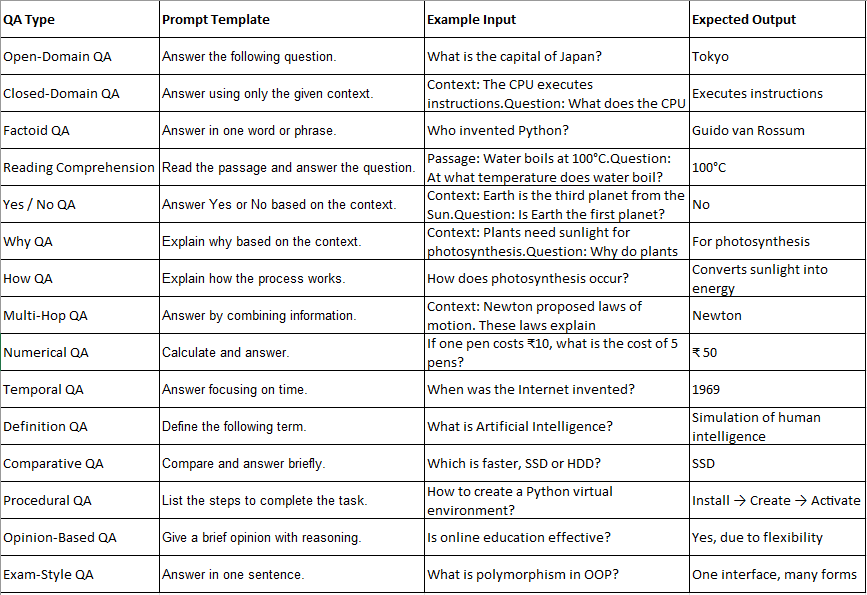 QA Type Prompt Template Example Input Expected Output
Open-Domain QA Answer the following question. What is the capital of Japan? Tokyo
Closed-Domain QA Answer using only the given context. Context: The CPU executes
instructions.Question: What does the CPU Executes instructions
Factoid QA Answer in one word or phrase. Who invented Python? Guido van Rossum
Reading Comprehension Read the passage and answer the question. Passage: Water boils at 100°C.Question:
At what temperature does water boil? 100°C
Yes / No QA Answer Yes or No based on the context. Context: Earth is the third planet from the
Sun.Question: Is Earth the first planet? No
Why QA Explain why based on the context. Context: Plants need sunlight for
photosynthesis.Question: Why do plants For photosynthesis
How QA Explain how the process works. How does photosynthesis occur? Converts sunlight into
energy
Multi-Hop QA Answer by combining information. Context: Newton proposed laws of
motion. These laws explain Newton
Numerical QA Calculate and answer. If one pen costs ₹10, what is the cost of 5
pens? ₹ 50
Temporal QA Answer focusing on time. When was the Internet invented? 1969
Definition QA Define the following term. What is Artificial Intelligence? Simulation of human
intelligence
Comparative QA Compare and answer briefly. Which is faster, SSD or HDD? SSD
Procedural QA List the steps to complete the task. How to create a Python virtual
environment? Install → Create → Activate
Opinion-Based QA Give a brief opinion with reasoning. Is online education effective? Yes, due to flexibility
Exam-Style QA Answer in one sentence. What is polymorphism in OOP? One interface, many forms